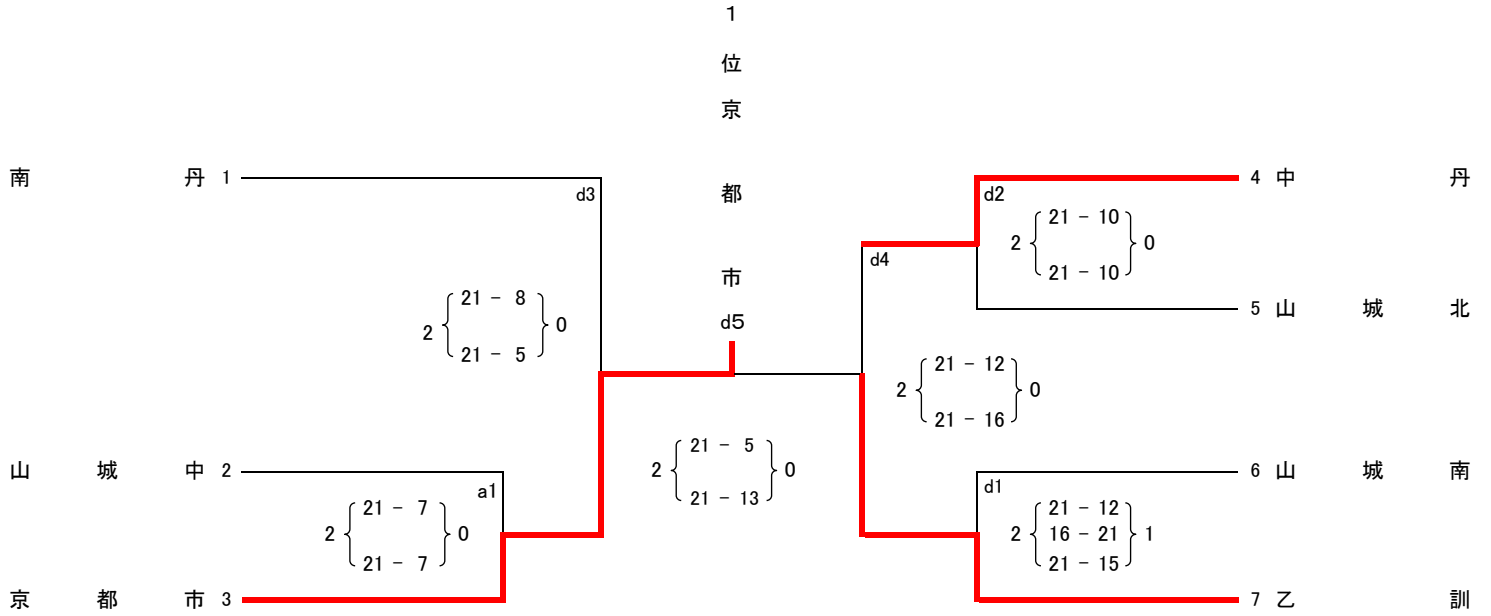 1位京都市
d5
南丹 1
d3
2 21 - 8 0
21 - 5
山城中 2
a1
2 21 - 7 0
21 - 7
京都市 3
2 21 - 5 0
21 - 13
4 中丹
d2
2 21 - 10 0
21 - 10
5 山城北
d4
2 21 - 12 0
21 - 16
6 山城南
d1
21 - 12
2 16 - 21 1
21 - 15
7 乙訓